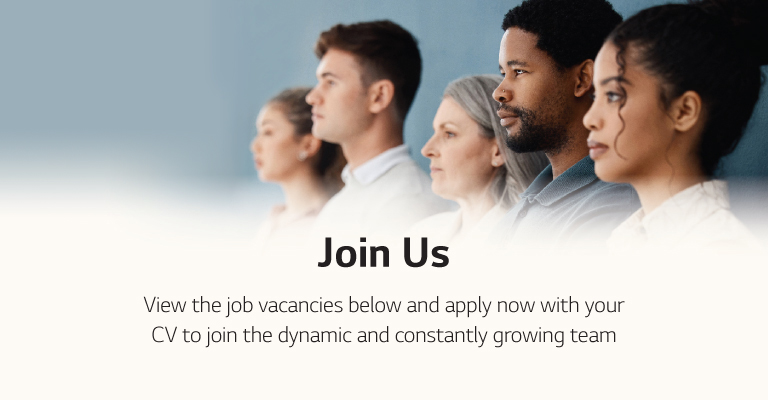 Join Us
View the job vacancies below and apply now with your
CV to join the dynamic and constantly growing team